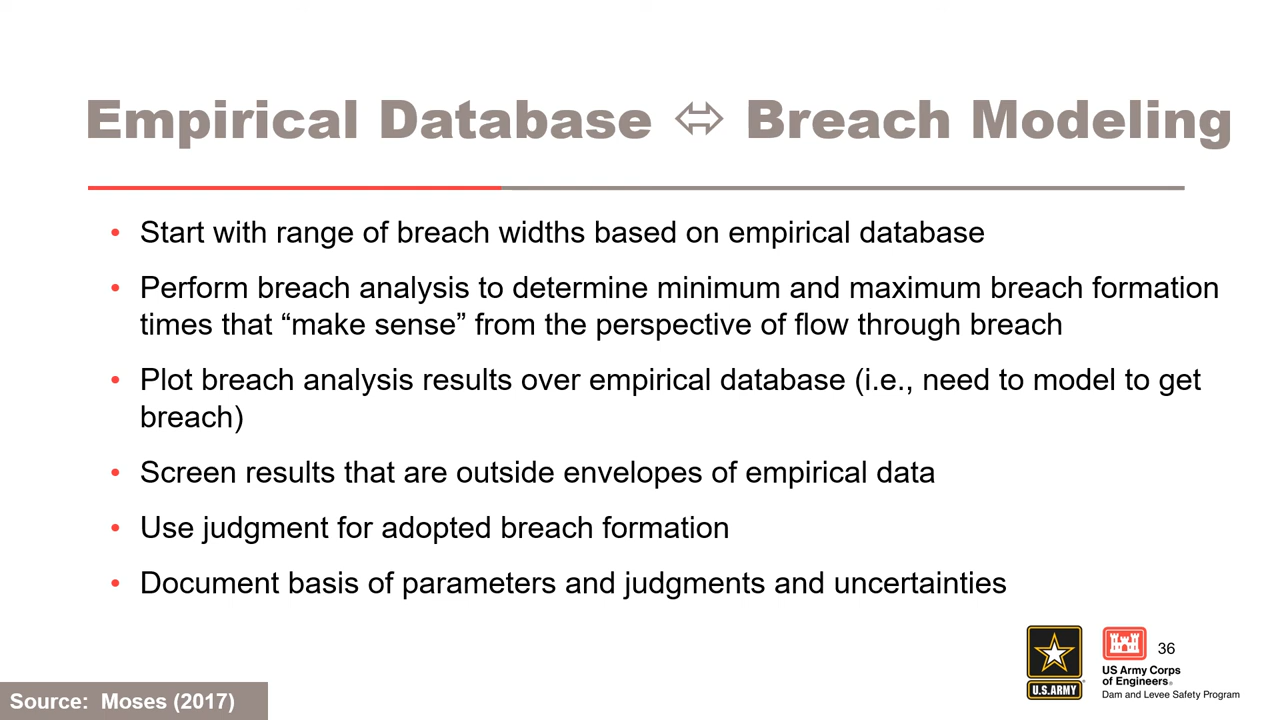 Empirical Database ⬄ Breach Modeling
• Start with range of breach widths based on empirical database
• Perform breach analysis to determine minimum and maximum breach formation
times that “make sense” from the perspective of flow through breach
• Plot breach analysis results over empirical database (i.e., need to model to get
breach)
• Screen results that are outside envelopes of empirical data
• Use judgment for adopted breach formation
• Document basis of parameters and judgments and uncertainties
36
U.S.ARMY
US Army Corps
of Engineers®
Dam and Levee Safety Program
Source: Moses (2017)